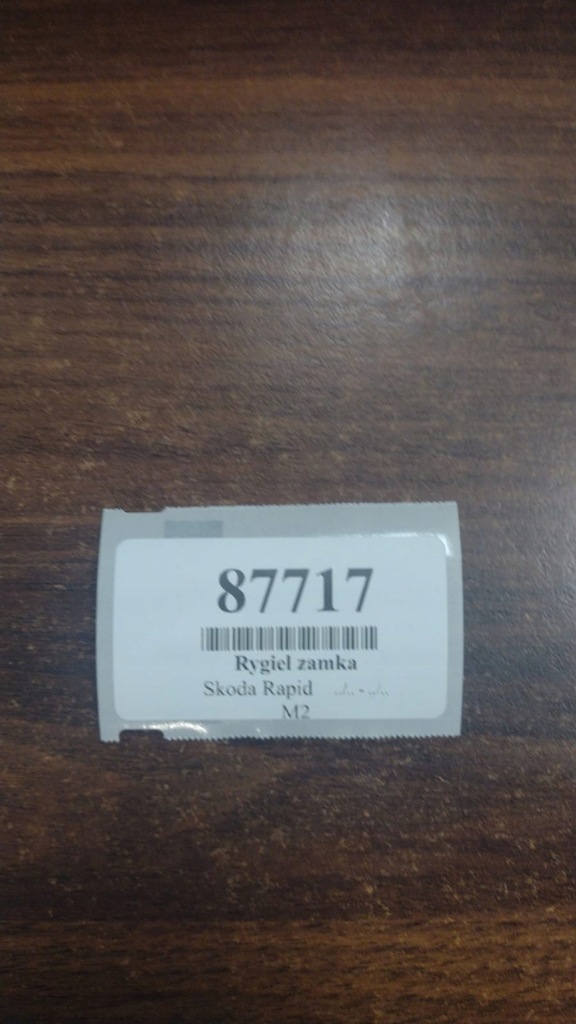 87717
Rygiel zamka
Skoda Rapid ../.. - ../..
M2